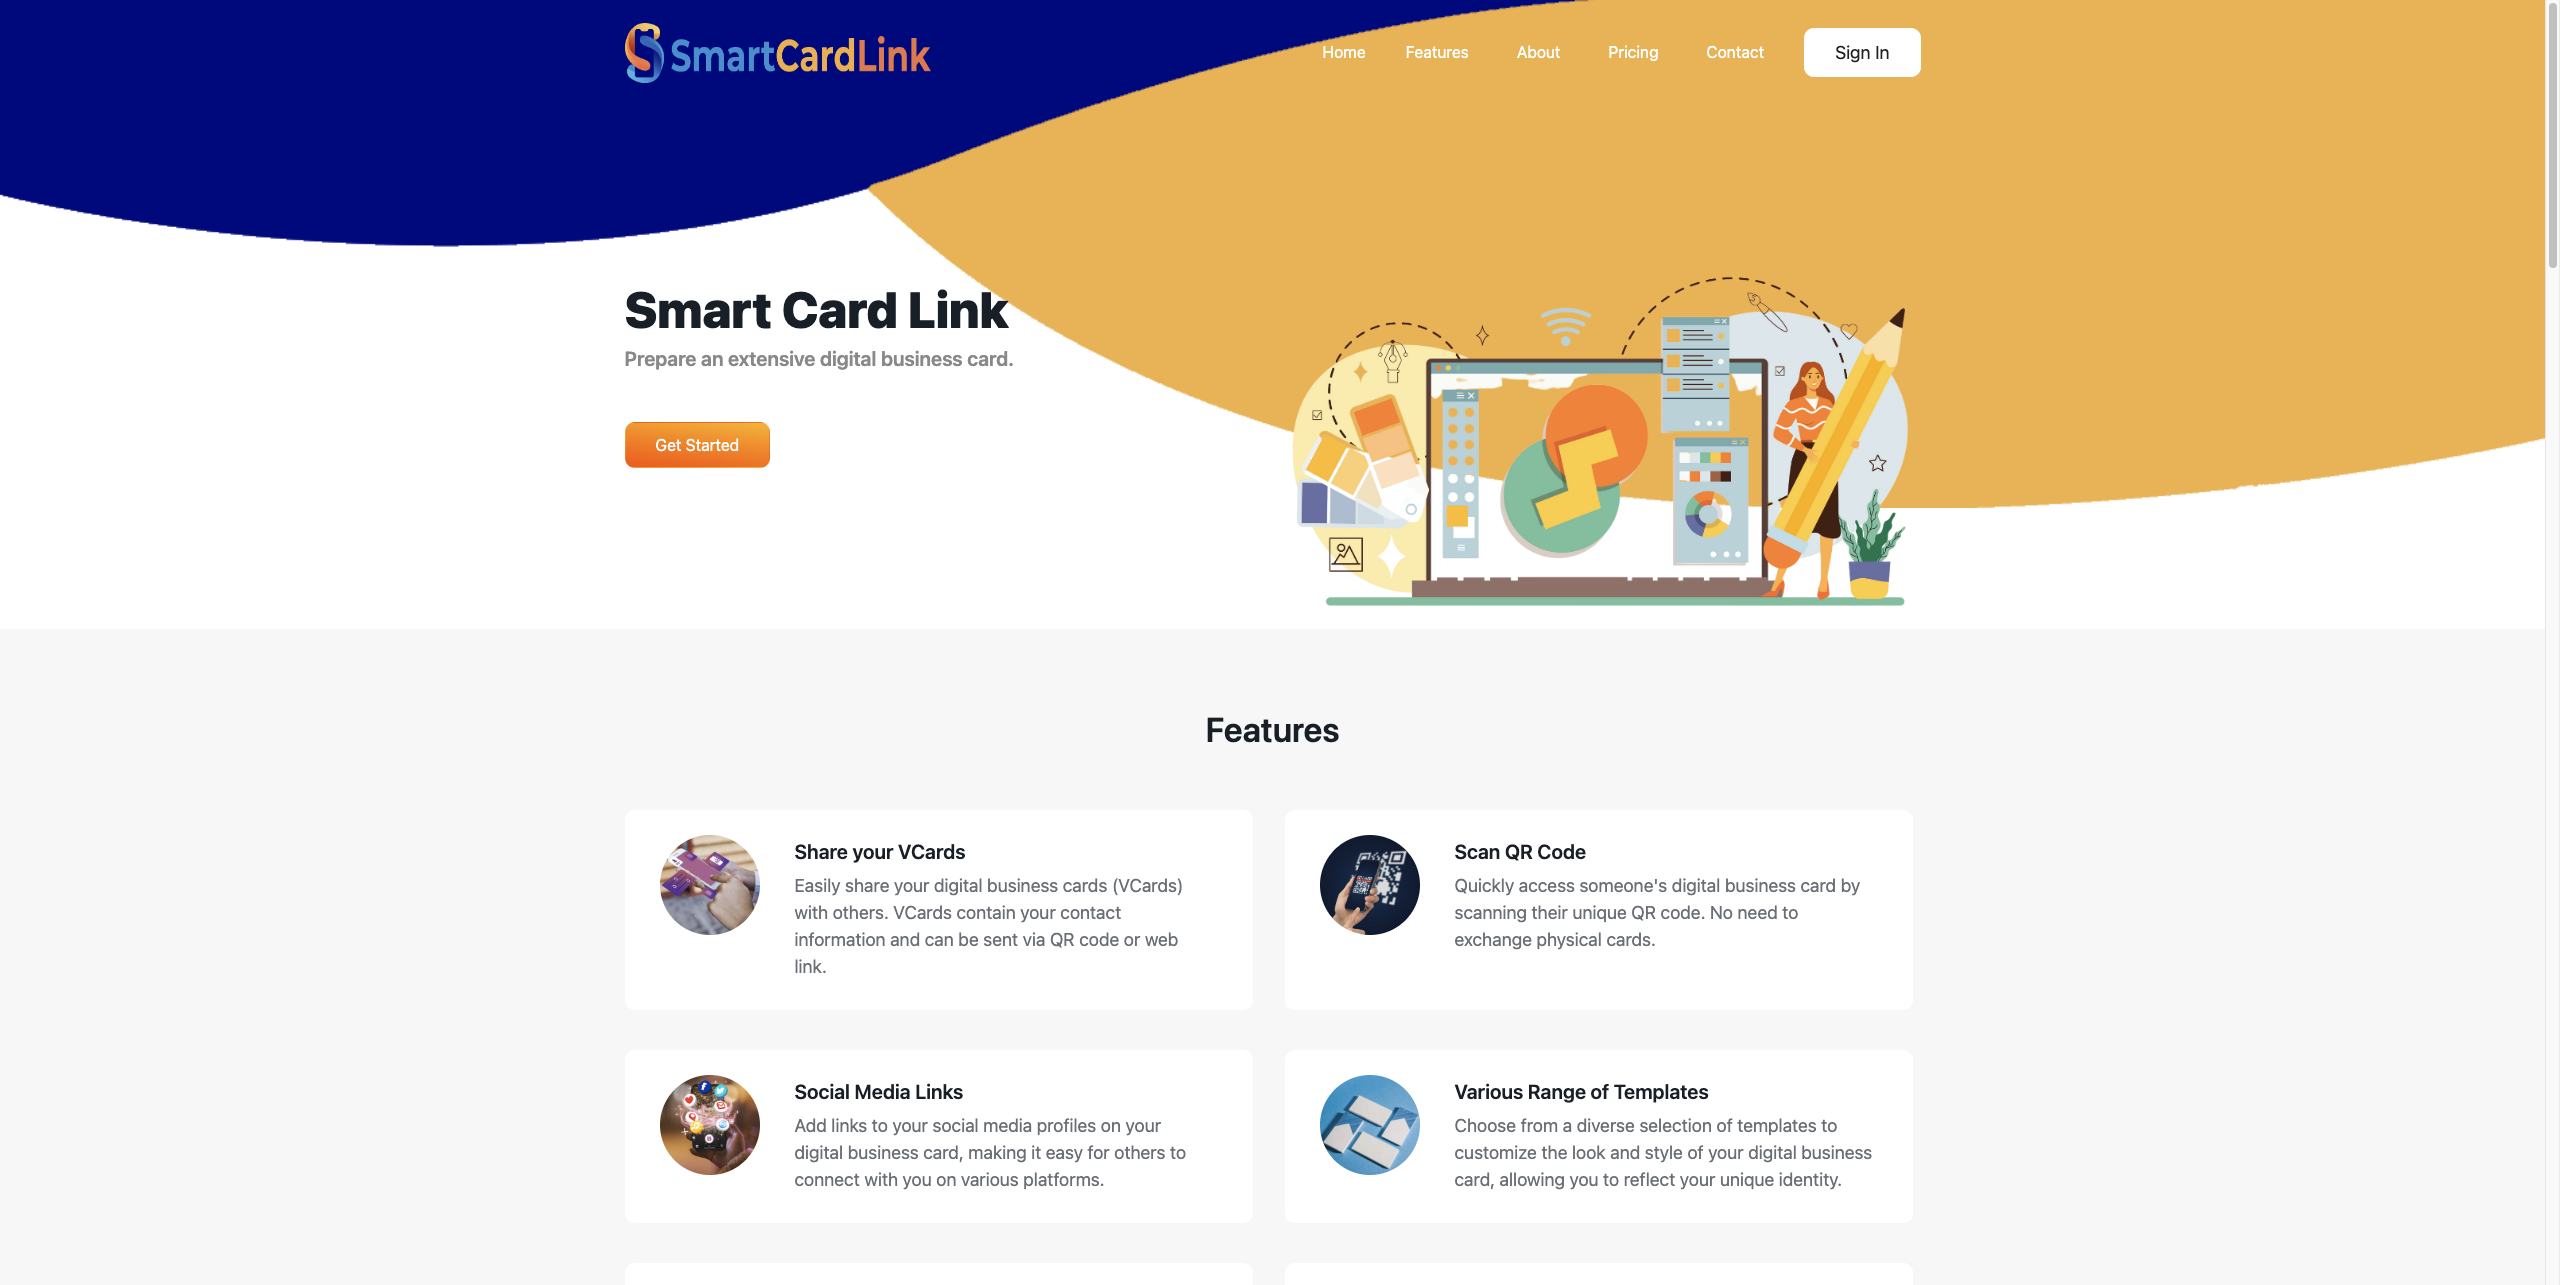 SmartCardLink
Home
Features
About
Pricing
Contact
Sign In
Smart Card Link
Prepare an extensive digital business card.
Get Started
Features
Share your VCards
Easily share your digital business cards (VCards)
with others. VCards contain your contact
information and can be sent via QR code or web
link.
Scan QR Code
Quickly access someone's digital business card by
scanning their unique QR code. No need to
exchange physical cards.
Social Media Links
Add links to your social media profiles on your
digital business card, making it easy for others to
connect with you on various platforms.
Various Range of Templates
Choose from a diverse selection of templates to
customize the look and style of your digital business
card, allowing you to reflect your unique identity.